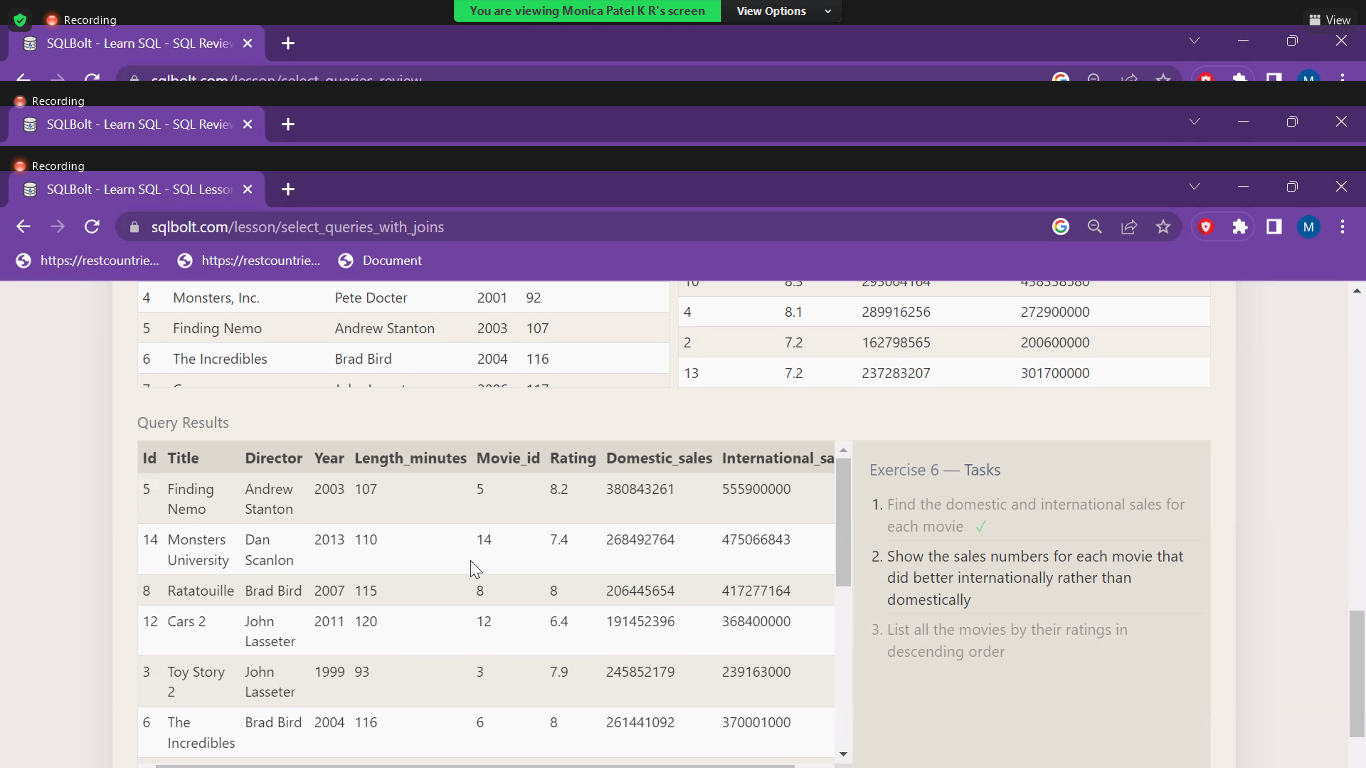 You are viewing Monica Patel K R's screen
View Options
Recording
View
SQLBolt - Learn SQL - SQL Review
sqlbolt.com/lesson/select_queries_review
M
Recording
SQLBolt - Learn SQL - SQL Review
Recording
SQLBolt - Learn SQL - SQL Lesso
sqlbolt.com/lesson/select_queries_with_joins
M
https://restcountrie... https://restcountrie... Document
10 8.3 293004164 438338580
4 Monsters, Inc. Pete Docter 2001 92
4 8.1 289916256 272900000
5 Finding Nemo Andrew Stanton 2003 107
2 7.2 162798565 200600000
6 The Incredibles Brad Bird 2004 116
13 7.2 237283207 301700000
Query Results
Id Title Director Year Length_minutes Movie_id Rating Domestic_sales International_sa
5 Finding Andrew 2003 107 5 8.2 380843261 555900000
Nemo Stanton
14 Monsters Dan 2013 110 14 7.4 268492764 475066843
University Scanlon
8 Ratatouille Brad Bird 2007 115 8 8 206445654 417277164
12 Cars 2 John 2011 120 12 6.4 191452396 368400000
Lasseter
3 Toy Story John 1999 93 3 7.9 245852179 239163000
2 Lasseter
6 The Brad Bird 2004 116 6 8 261441092 370001000
Incredibles
Exercise 6 — Tasks
1. Find the domestic and international sales for
each movie ✓
2. Show the sales numbers for each movie that
did better internationally rather than
domestically
3. List all the movies by their ratings in
descending order